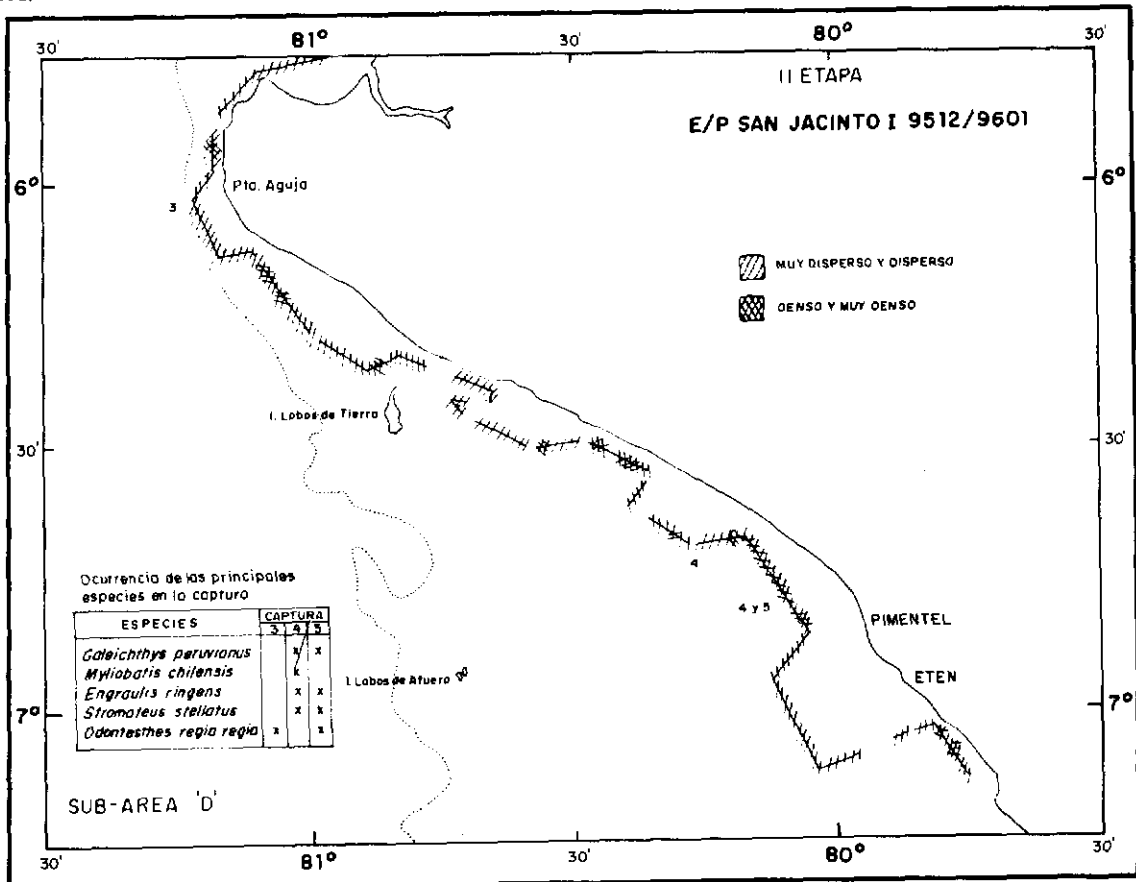 30' 81° 30' 80° 30'
II ETAPA
E/P SAN JACINTO I 9512/9601
6° 6°
Pta. Aguja
3
MUY DISPERSO Y DISPERSO
DENSO Y MUY DENSO
I. Lobos de Tierra
30' 30'
4
4 y 5
PIMENTEL
ETEN
Ocurrencia de las principales
especies en la captura
ESPECIES CAPTURA
3 4 5
Galeichthys peruvianus x x
Myliobatis chilensis x
Engraulis ringens x x
Stromateus stellatus x x
Odontesthes regia regia x x
I. Lobos de Afuera
7° 7°
SUB-AREA 'D'
30' 81° 30' 80° 30'